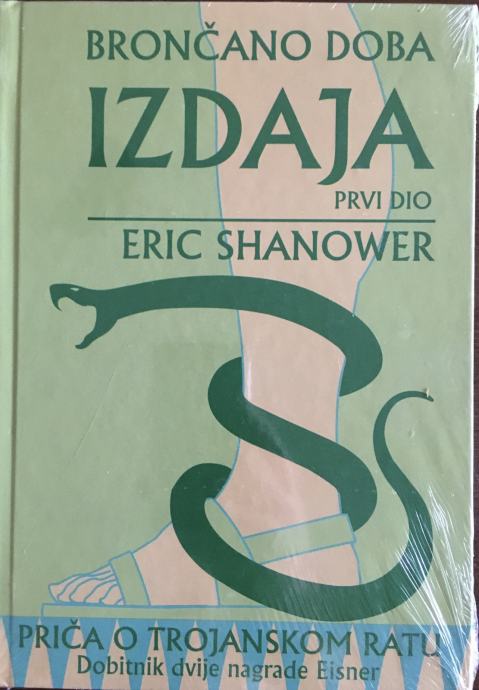 BRONČANO DOBA
IZDAJA
PRVI DIO
ERIC SHANOWER
PRIČA O TROJANSKOM RATU
Dobitnik dvije nagrade Eisner